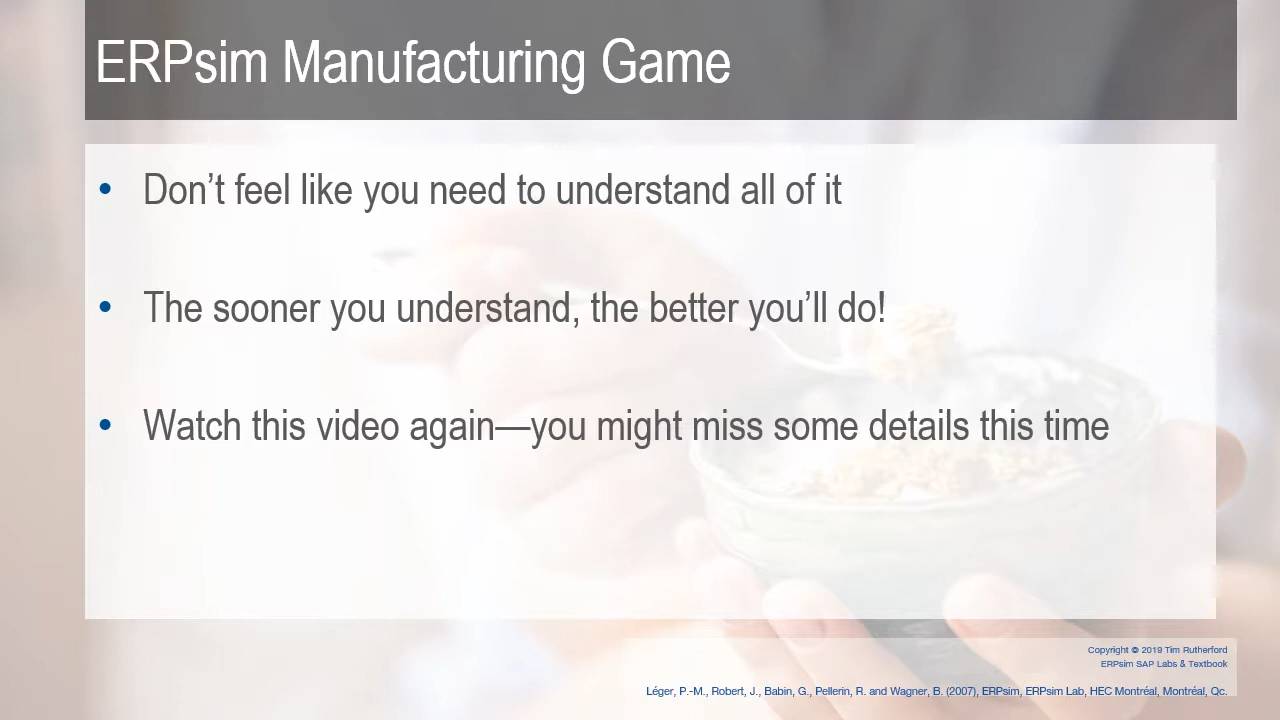 ERPsim Manufacturing Game
• Don’t feel like you need to understand all of it
• The sooner you understand, the better you’ll do!
• Watch this video again—you might miss some details this time
Copyright © 2019 Tim Rutherford
ERPsim SAP Labs & Textbook
Léger, P.-M., Robert, J., Babin, G., Pellerin, R. and Wagner, B. (2007), ERPsim, ERPsim Lab, HEC Montréal, Montréal, Qc.